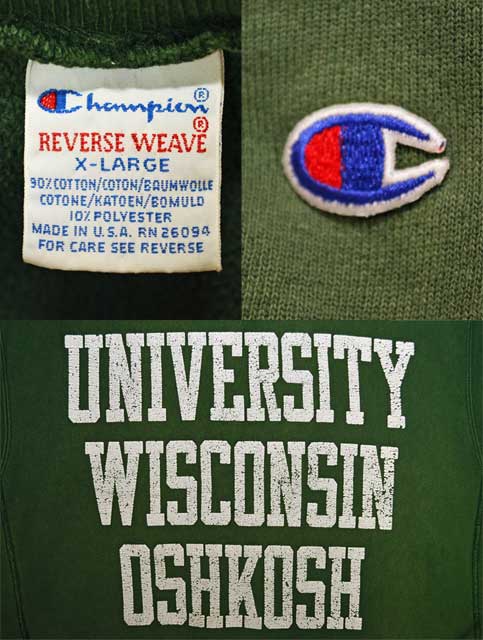 Champion®
®
REVERSE WEAVE
X-LARGE
90% COTTON/COTON/BAUMWOLLE
COTONE/KATOEN/BOMULD
10% POLYESTER
MADE IN U.S.A. RN 26094
FOR CARE SEE REVERSE
UNIVERSITY
WISCONSIN
OSHKOSH